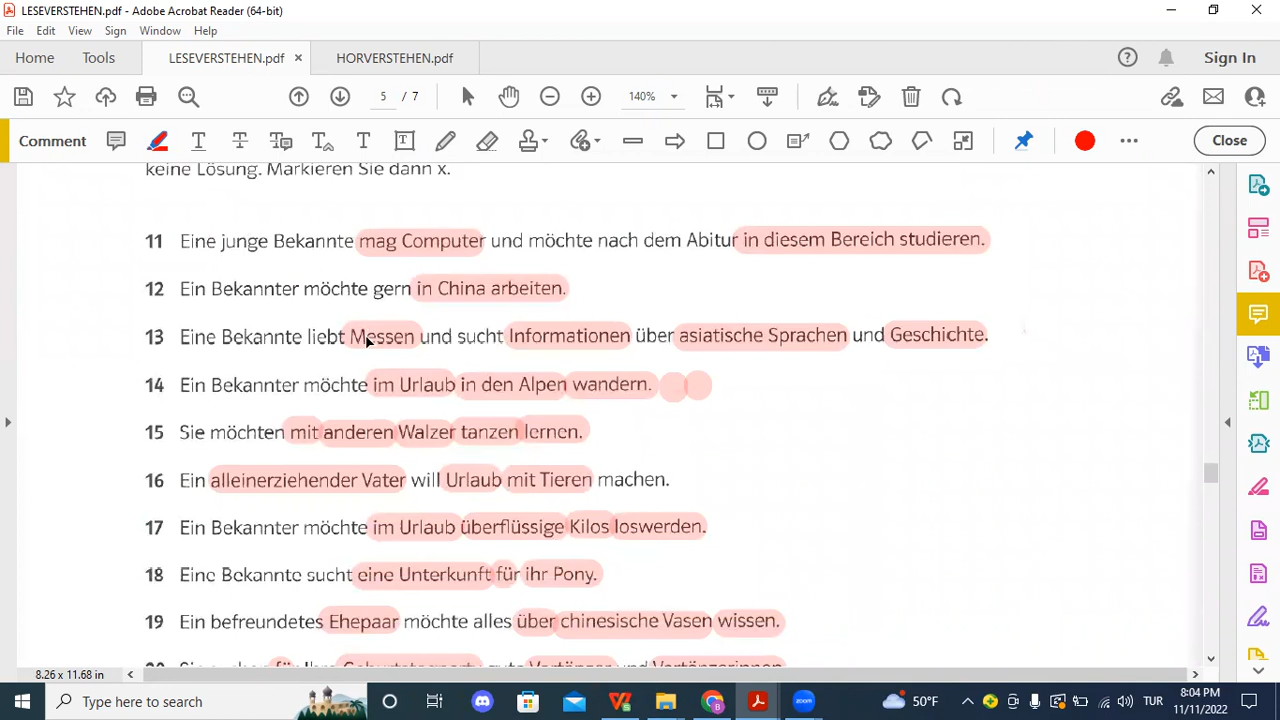 LESEVERSTEHEN.pdf - Adobe Acrobat Reader (64-bit)
File Edit View Sign Window Help
Home Tools LESEVERSTEHEN.pdf × HORVERSTEHEN.pdf Sign In
5 / 7 140%
Comment Close
keine Lösung. Markieren Sie dann x.
11 Eine junge Bekannte mag Computer und möchte nach dem Abitur in diesem Bereich studieren.
12 Ein Bekannter möchte gern in China arbeiten.
13 Eine Bekannte liebt Messen und sucht Informationen über asiatische Sprachen und Geschichte.
14 Ein Bekannter möchte im Urlaub in den Alpen wandern.
15 Sie möchten mit anderen Walzer tanzen lernen.
16 Ein alleinerziehender Vater will Urlaub mit Tieren machen.
17 Ein Bekannter möchte im Urlaub überflüssige Kilos loswerden.
18 Eine Bekannte sucht eine Unterkunft für ihr Pony.
19 Ein befreundetes Ehepaar möchte alles über chinesische Vasen wissen.
8.26 x 11.68 in
Type here to search
50°F TUR 8:04 PM
11/11/2022